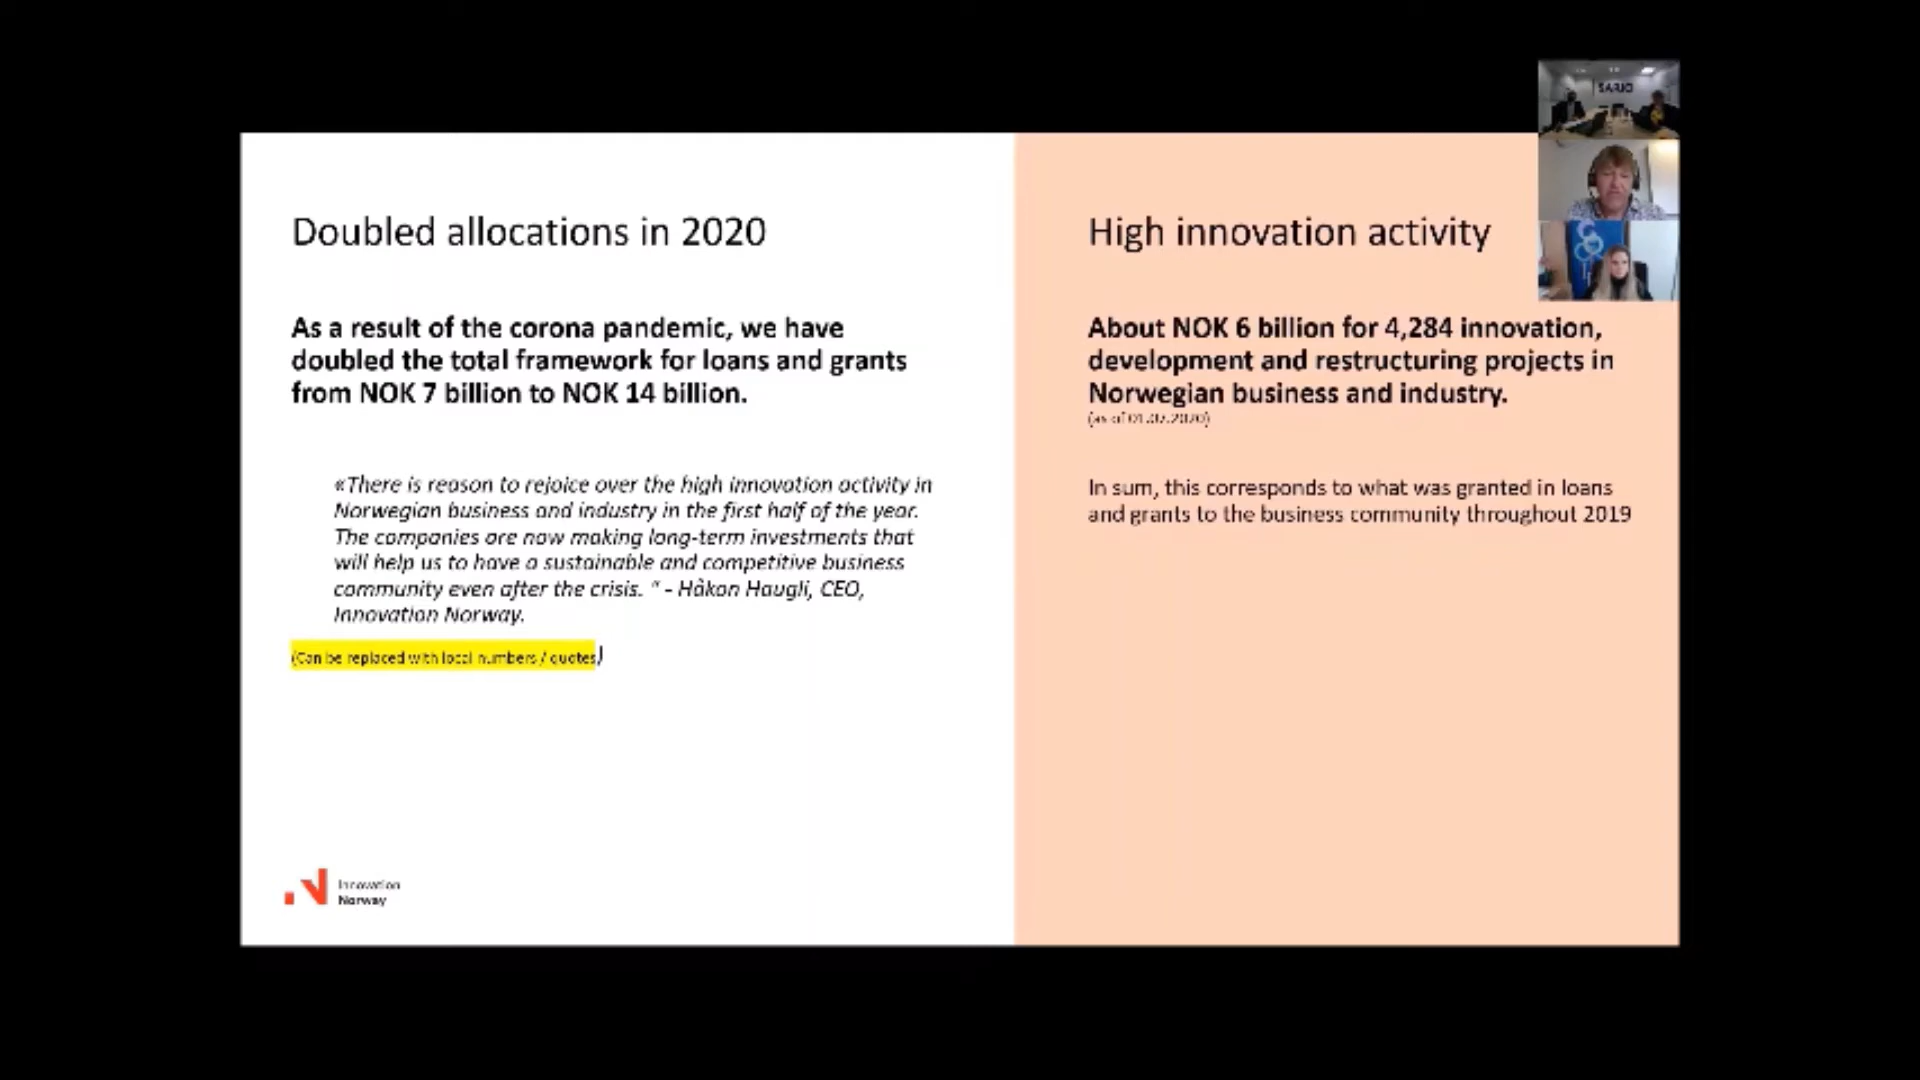 SARIO
Doubled allocations in 2020
As a result of the corona pandemic, we have
doubled the total framework for loans and grants
from NOK 7 billion to NOK 14 billion.
«There is reason to rejoice over the high innovation activity in
Norwegian business and industry in the first half of the year.
The companies are now making long-term investments that
will help us to have a sustainable and competitive business
community even after the crisis. “ - Håkon Haugli, CEO,
Innovation Norway.
(Can be replaced with local numbers / quotes)
Innovation
Norway
High innovation activity
About NOK 6 billion for 4,284 innovation,
development and restructuring projects in
Norwegian business and industry.
(as of 01.07.2020)
In sum, this corresponds to what was granted in loans
and grants to the business community throughout 2019